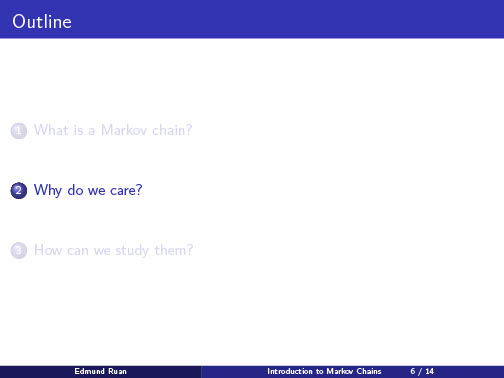 Outline
1 What is a Markov chain?
2 Why do we care?
3 How can we study them?
Edmund Ruan Introduction to Markov Chains 6 / 14